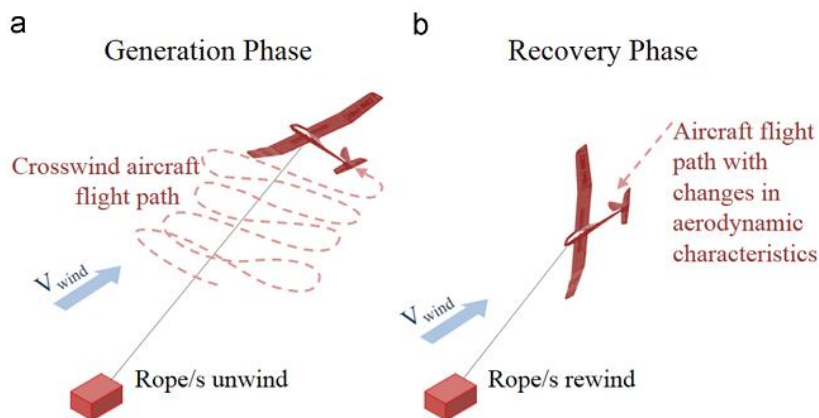 a
Generation Phase
Crosswind aircraft
flight path
V wind
Rope/s unwind
b
Recovery Phase
Aircraft flight
path with
changes in
aerodynamic
characteristics
V wind
Rope/s rewind